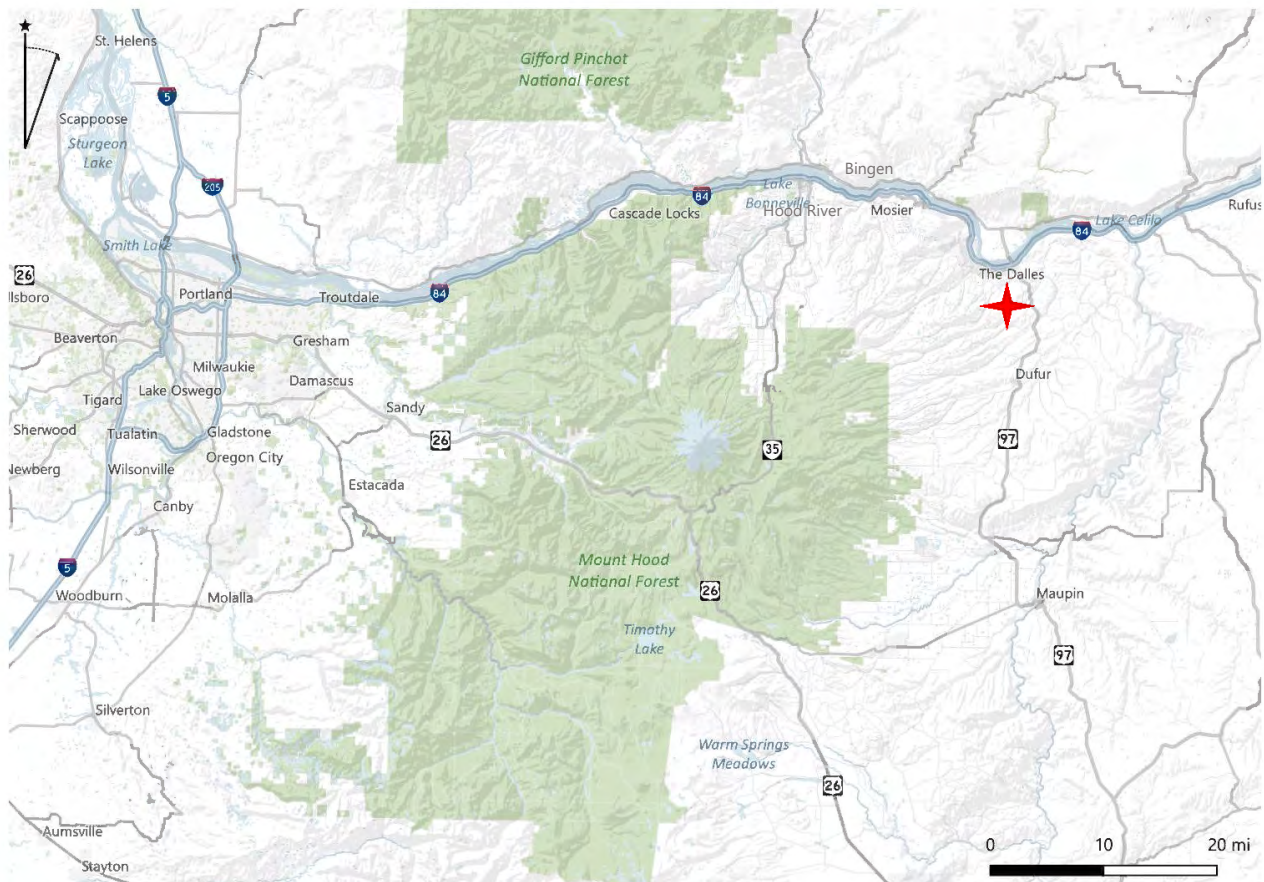 St. Helens
Gifford Pinchot
National Forest
5
Scappoose
Sturgeon
Lake
205
Bingen
84
Lake
Bonneville
Cascade Locks
Hood River
Mosier
Rufus
Lake Celilo
84
Smith Lake
26
The Dalles
llsboro
Portland
Troutdale
84
Beaverton
Gresham
Milwaukie
Damascus
Dufur
Lake Oswego
Tigard
Sandy
Sherwood
Tualatin
Gladstone
26
97
35
Oregon City
Newberg
Wilsonville
Estacada
Canby
Mount Hood
National Forest
5
Woodburn
Molalla
26
Maupin
Timothy
Lake
97
Silverton
Warm Springs
Meadows
26
Aumsville
Stayton
0 10 20 mi